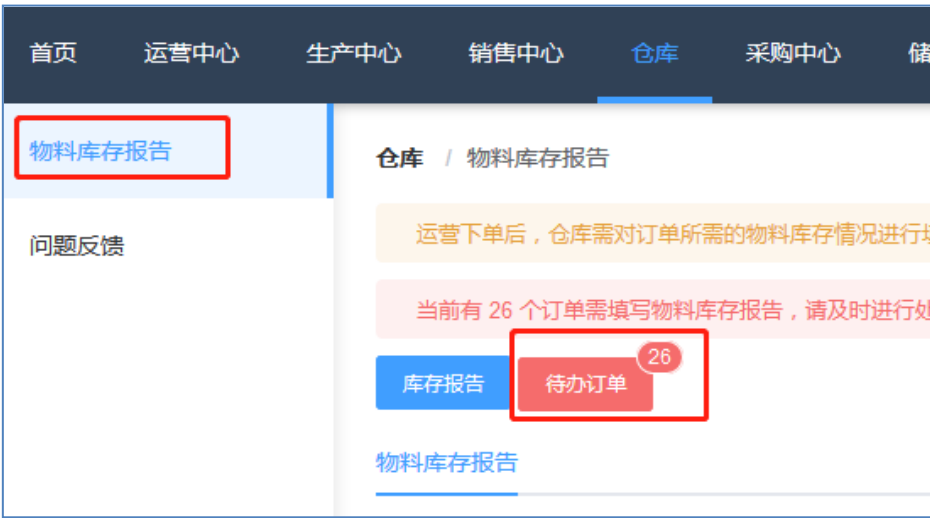 首页 运营中心 生产中心 销售中心 仓库 采购中心 储
物料库存报告
问题反馈
仓库 / 物料库存报告
运营下单后，仓库需对订单所需的物料库存情况进行
当前有 26 个订单需填写物料库存报告，请及时进行处
库存报告 待办订单 26
物料库存报告